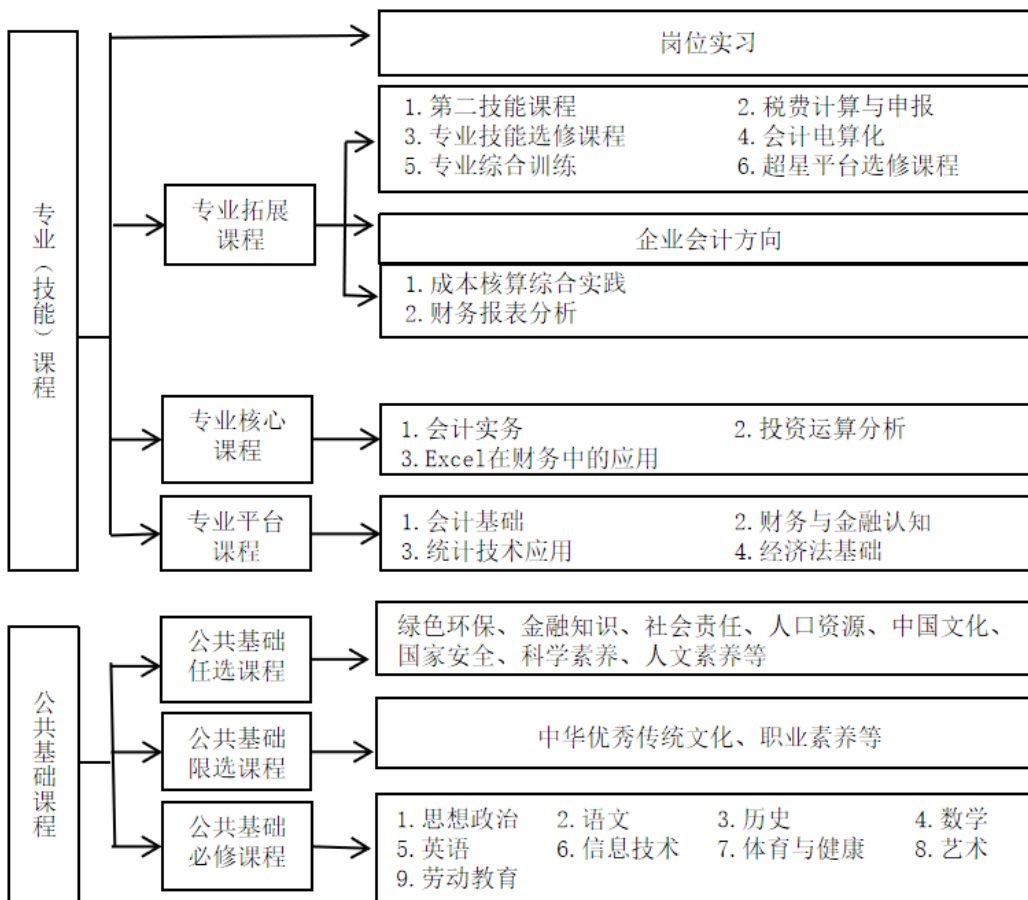 岗位实习
1.第二技能课程 2.税费计算与申报
3.专业技能选修课程 4.会计电算化
5.专业综合训练 6.超星平台选修课程
专业(技能)课程
专业拓展
课程
企业会计方向
1.成本核算综合实践
2.财务报表分析
专业核心
课程
1.会计实务 2.投资运算分析
3.Excel在财务中的应用
专业平台
课程
1.会计基础 2.财务与金融认知
3.统计技术应用 4.经济法基础
公共基础课程
公共基础
任选课程
绿色环保、金融知识、社会责任、人口资源、中国文化、
国家安全、科学素养、人文素养等
公共基础
限选课程
中华优秀传统文化、职业素养等
公共基础
必修课程
1.思想政治 2.语文 3.历史 4.数学
5.英语 6.信息技术 7.体育与健康 8.艺术
9.劳动教育